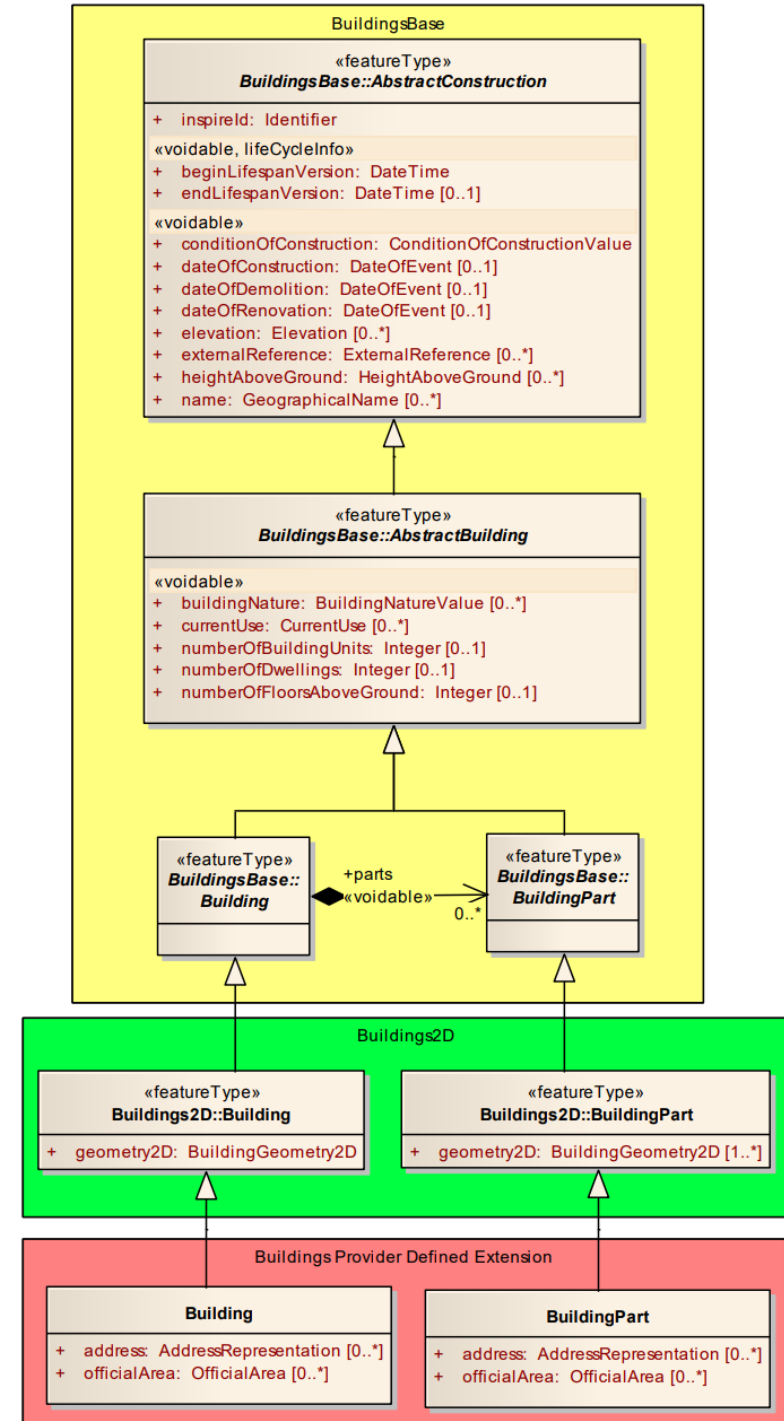 BuildingsBase
«featureType»
BuildingsBase::AbstractConstruction
+ inspireId: Identifier
«voidable, lifeCycleInfo»
+ beginLifespanVersion: DateTime
+ endLifespanVersion: DateTime [0..1]
«voidable»
+ conditionOfConstruction: ConditionOfConstructionValue
+ dateOfConstruction: DateOfEvent [0..1]
+ dateOfDemolition: DateOfEvent [0..1]
+ dateOfRenovation: DateOfEvent [0..1]
+ elevation: Elevation [0..*]
+ externalReference: ExternalReference [0..*]
+ heightAboveGround: HeightAboveGround [0..*]
+ name: GeographicalName [0..*]
«featureType»
BuildingsBase::AbstractBuilding
«voidable»
+ buildingNature: BuildingNatureValue [0..*]
+ currentUse: CurrentUse [0..*]
+ numberOfBuildingUnits: Integer [0..1]
+ numberOfDwellings: Integer [0..1]
+ numberOfFloorsAboveGround: Integer [0..1]
«featureType»
BuildingsBase::
Building
+parts
«voidable»
0..*
«featureType»
BuildingsBase::
BuildingPart
Buildings2D
«featureType»
Buildings2D::Building
+ geometry2D: BuildingGeometry2D
«featureType»
Buildings2D::BuildingPart
+ geometry2D: BuildingGeometry2D [1..*]
Buildings Provider Defined Extension
Building
+ address: AddressRepresentation [0..*]
+ officialArea: OfficialArea [0..*]
BuildingPart
+ address: AddressRepresentation [0..*]
+ officialArea: OfficialArea [0..*]